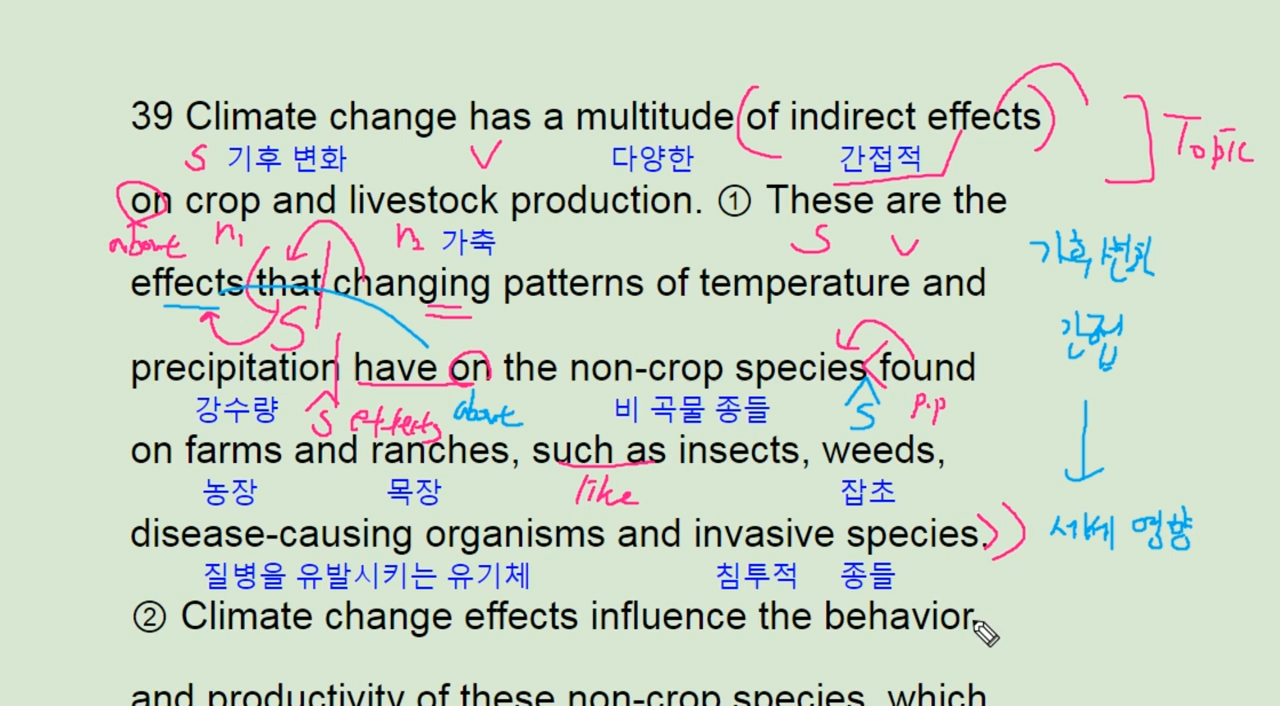 39 Climate change has a multitude of indirect effects
Topic
S 기후 변화 V 다양한 간접적
on crop and livestock production. ① These are the
about n₁ n₂ 가축 S V
기후변화
effects that changing patterns of temperature and
S
간접
precipitation have on the non-crop species found
강수량 S effects about 비 곡물 종들 S p.p
on farms and ranches, such as insects, weeds,
농장 목장 like 잡초
disease-causing organisms and invasive species.
영향
질병을 유발시키는 유기체 침투적 종들
② Climate change effects influence the behavior
and productivity of these non-crop species, which